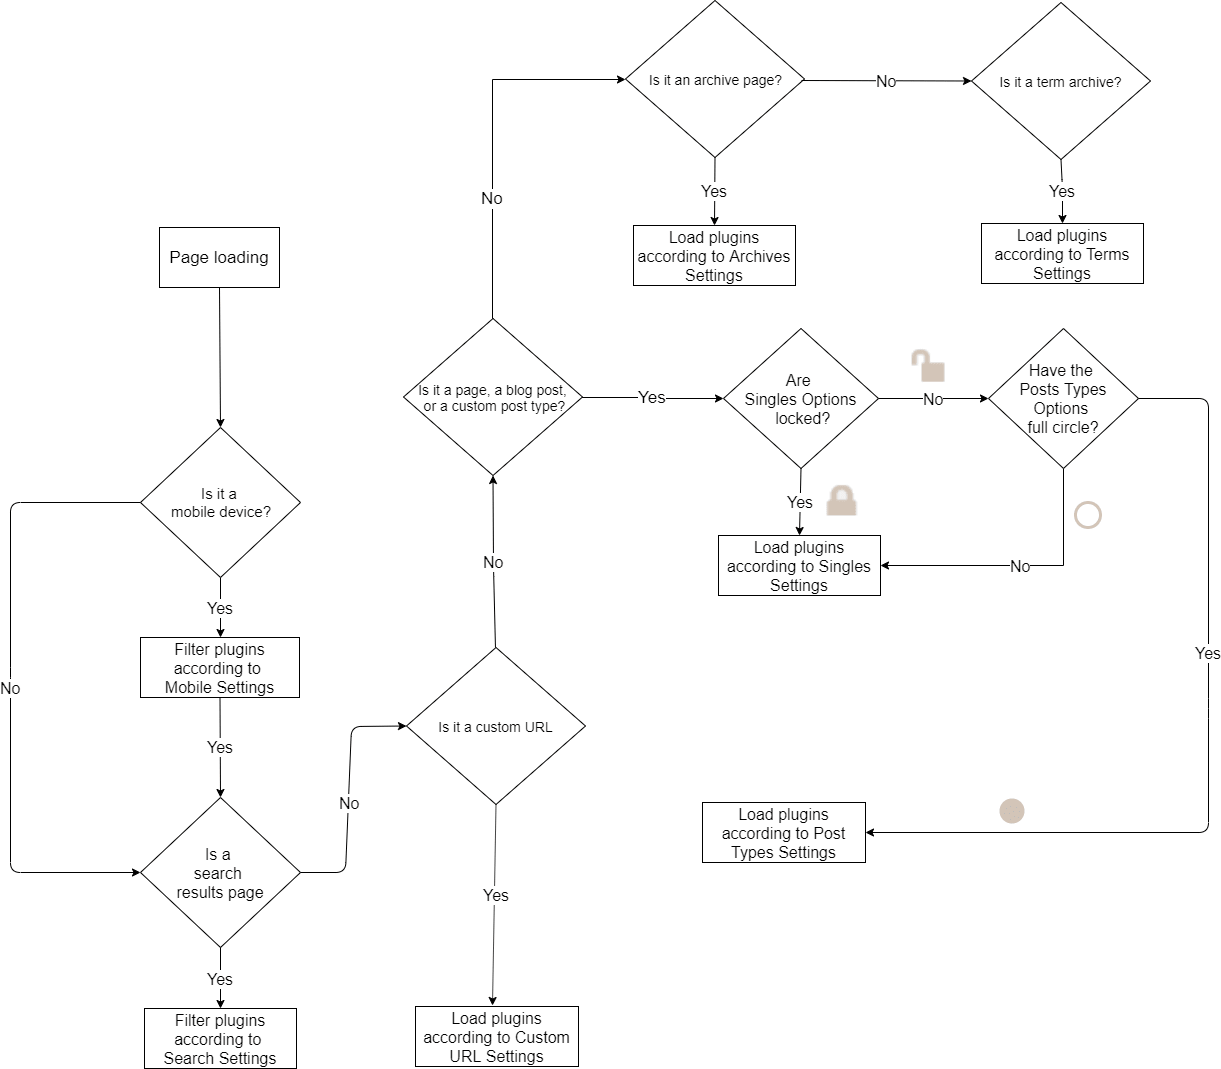 Is it an archive page?
No
Is it a term archive?
Yes
Yes
No
Load plugins
according to Archives
Settings
Load plugins
according to Terms
Settings
Page loading
Is it a page, a blog post,
or a custom post type?
Yes
Are
Singles Options
locked?
No
Have the
Posts Types
Options
full circle?
Is it a
mobile device?
Yes
No
Load plugins
according to Singles
Settings
No
Yes
Filter plugins
according to
Mobile Settings
No
Yes
Yes
Is it a custom URL
No
Is a
search
results page
Load plugins
according to Post
Types Settings
Yes
Yes
Filter plugins
according to
Search Settings
Load plugins
according to Custom
URL Settings